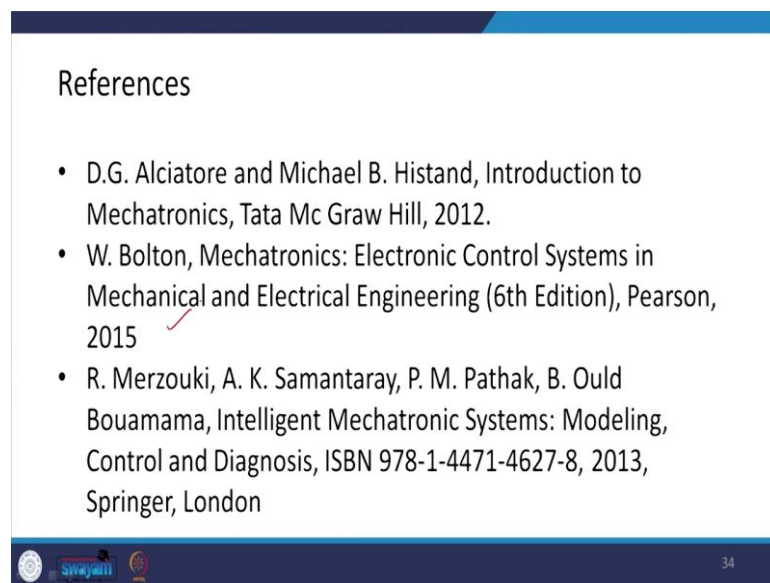 References
• D.G. Alciatore and Michael B. Histand, Introduction to
Mechatronics, Tata Mc Graw Hill, 2012.
• W. Bolton, Mechatronics: Electronic Control Systems in
Mechanical and Electrical Engineering (6th Edition), Pearson,
2015
• R. Merzouki, A. K. Samantaray, P. M. Pathak, B. Ould
Bouamama, Intelligent Mechatronic Systems: Modeling,
Control and Diagnosis, ISBN 978-1-4471-4627-8, 2013,
Springer, London
swayam
34